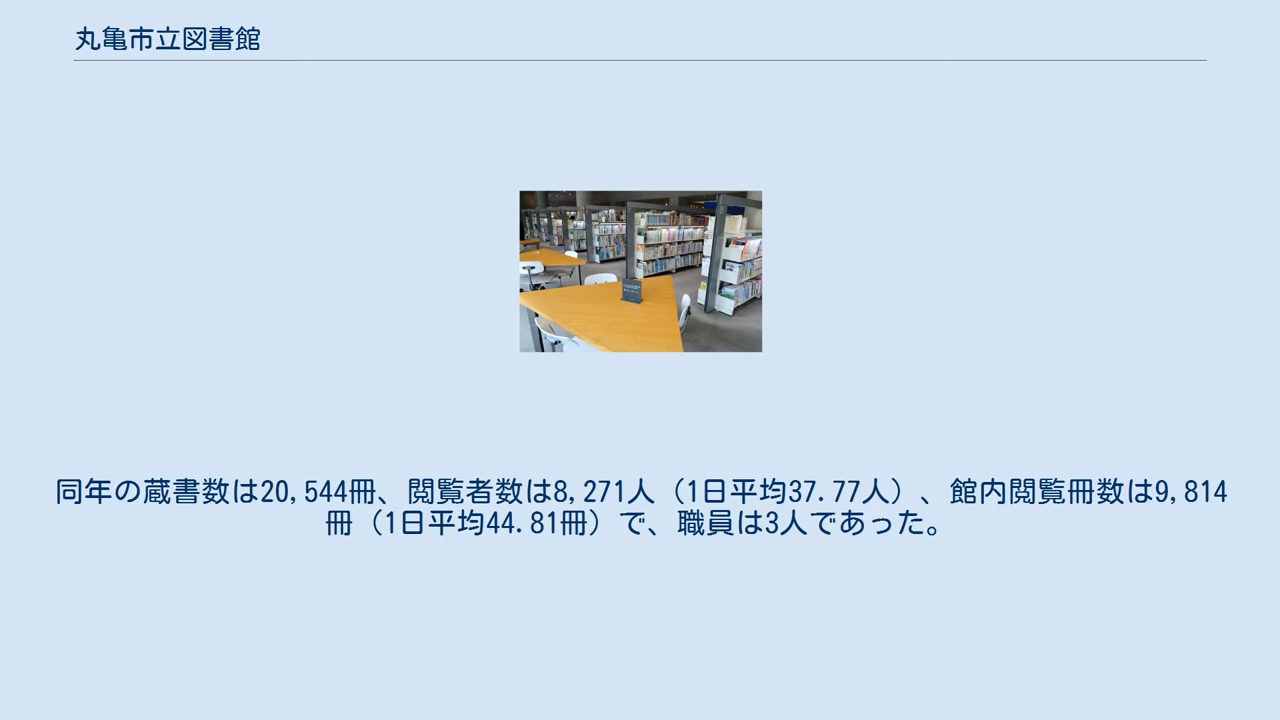 丸亀市立図書館
同年の蔵書数は20,544冊、閲覧者数は8,271人（1日平均37.77人）、館内閲覧冊数は9,814
冊（1日平均44.81冊）で、職員は3人であった。